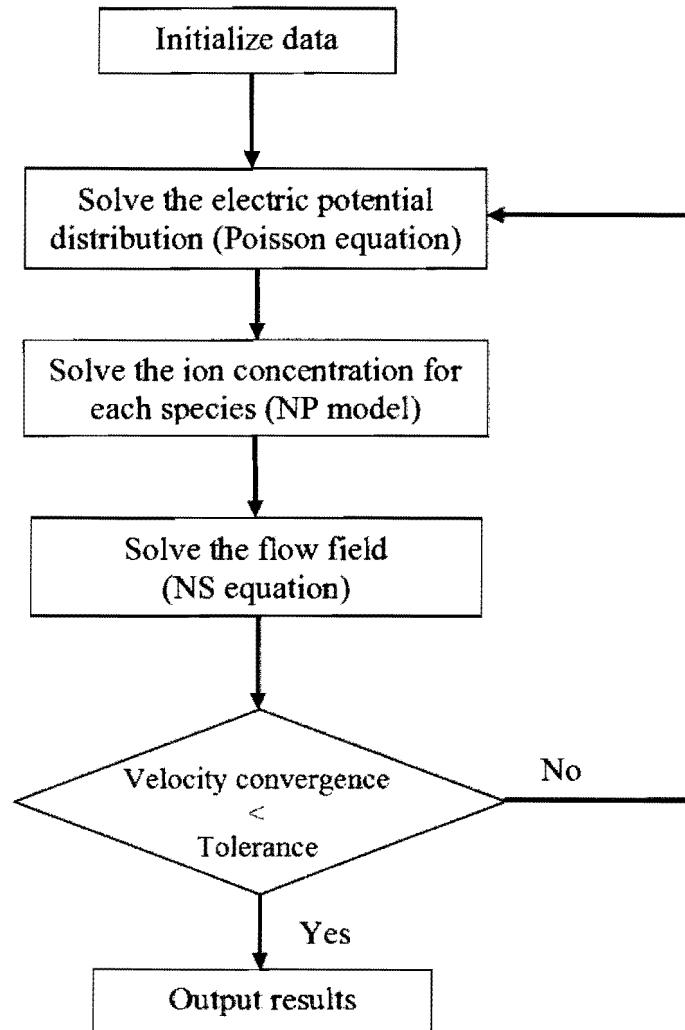 Initialize data
Solve the electric potential
distribution (Poisson equation)
Solve the ion concentration for
each species (NP model)
Solve the flow field
(NS equation)
Velocity convergence
<
Tolerance
No
Yes
Output results